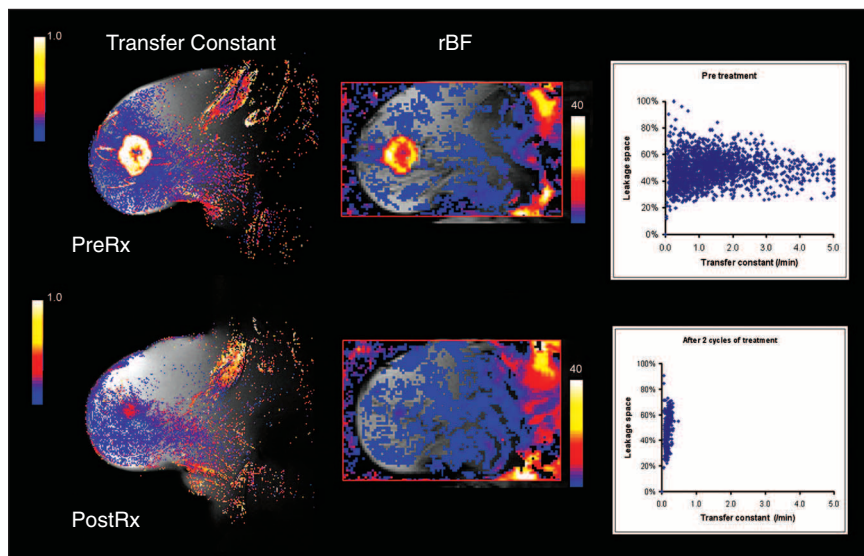 Transfer Constant
rBF
1.0
PreRx
40
Pre treatment
Leakage space
100%
80%
60%
40%
20%
0%
0.0 1.0 2.0 3.0 4.0 5.0
Transfer constant (/min)
1.0
PostRx
40
After 2 cycles of treatment
Leakage space
100%
80%
60%
40%
20%
0%
0.0 1.0 2.0 3.0 4.0 5.0
Transfer constant (/min)